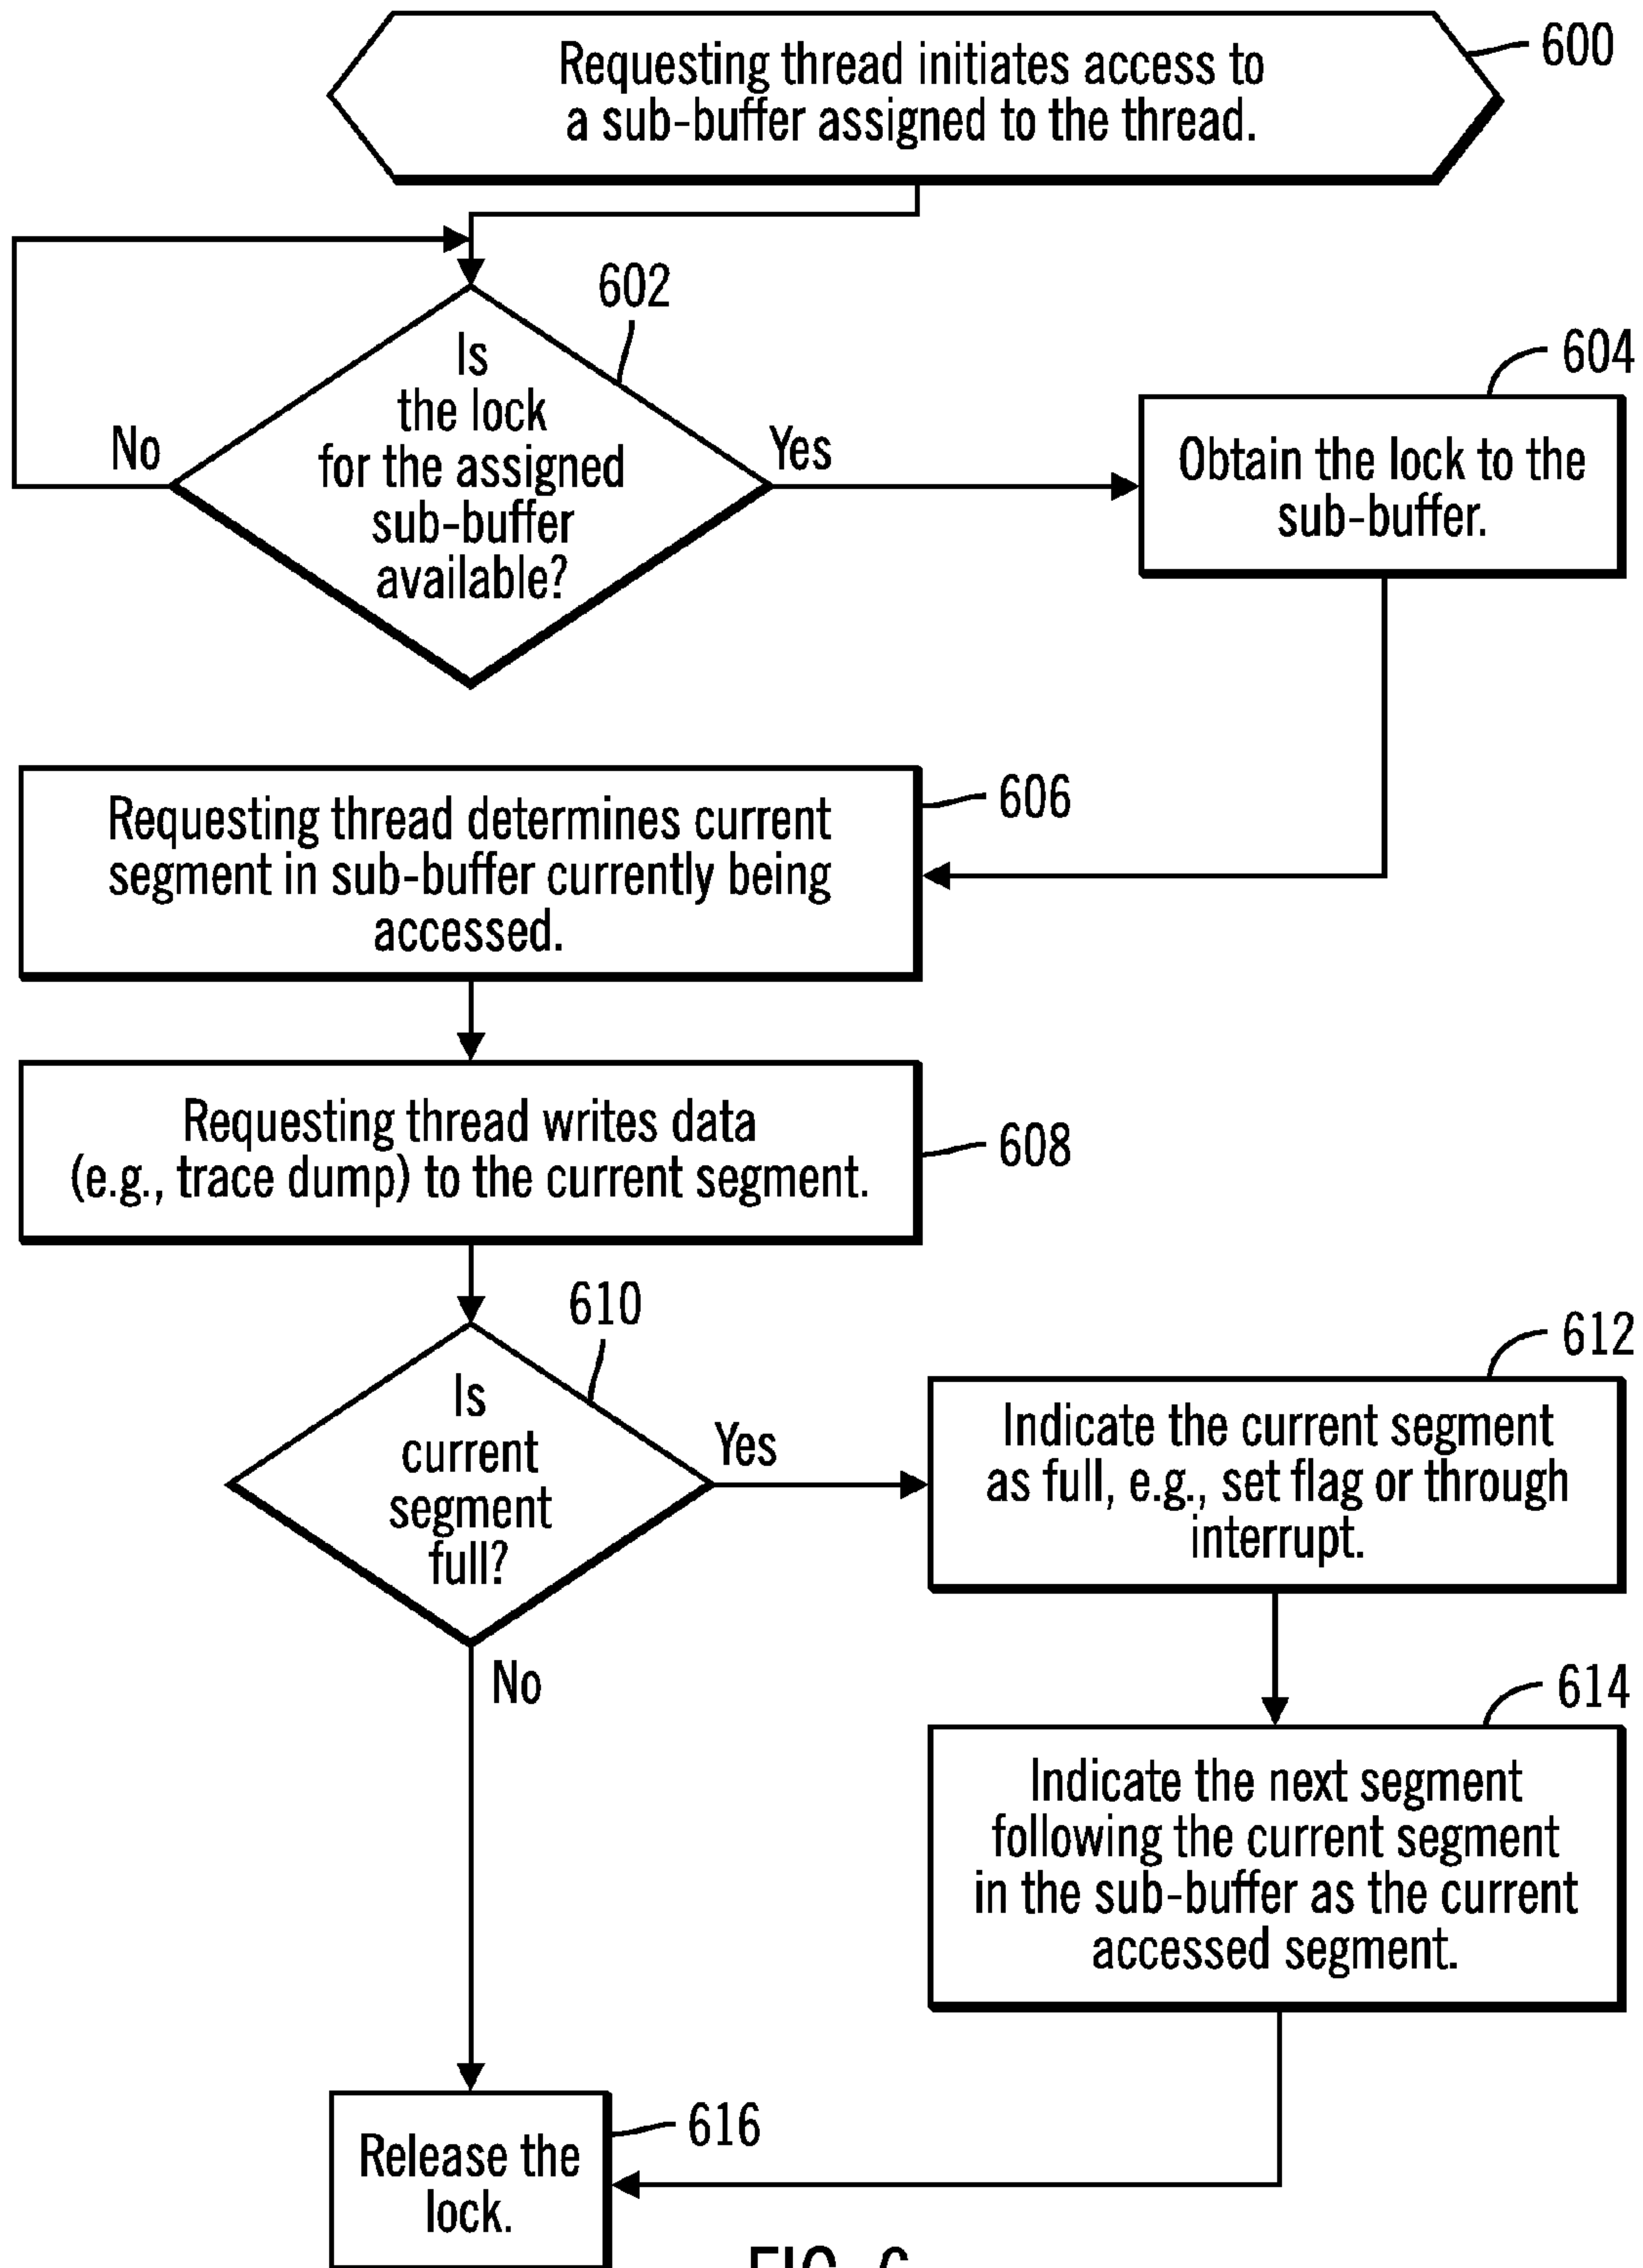 Requesting thread initiates access to
a sub-buffer assigned to the thread.
600
602
Is
the lock
for the assigned
sub-buffer
available?
No
Yes
604
Obtain the lock to the
sub-buffer.
606
Requesting thread determines current
segment in sub-buffer currently being
accessed.
Requesting thread writes data
(e.g., trace dump) to the current segment.
608
610
Is
current
segment
full?
Yes
No
612
Indicate the current segment
as full, e.g., set flag or through
interrupt.
614
Indicate the next segment
following the current segment
in the sub-buffer as the current
accessed segment.
616
Release the
lock.
FIG. 6